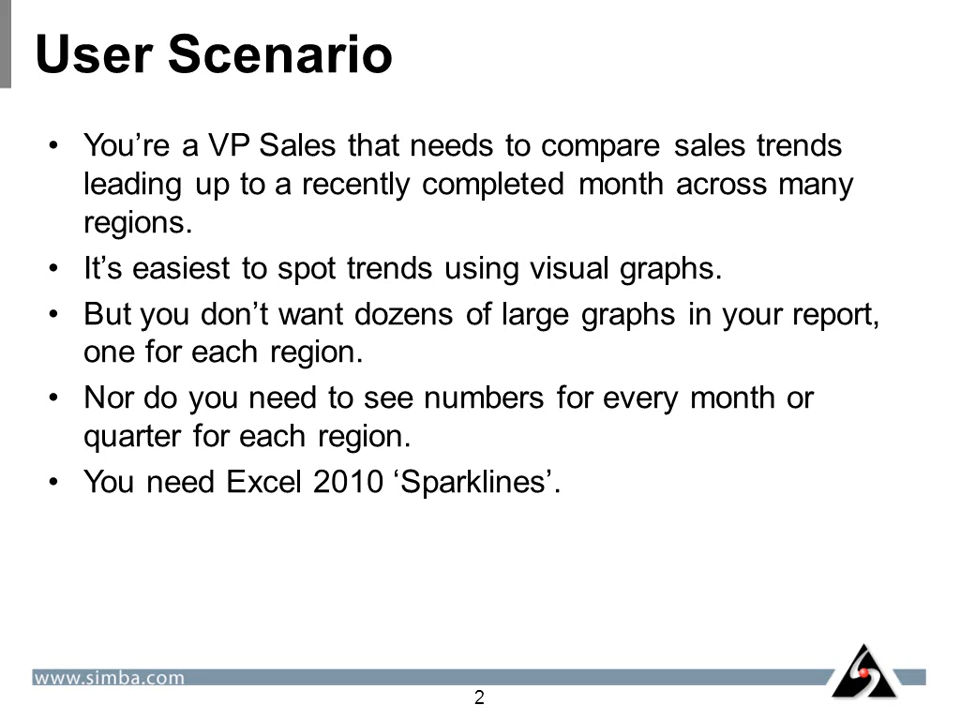 User Scenario
• You’re a VP Sales that needs to compare sales trends
leading up to a recently completed month across many
regions.
• It’s easiest to spot trends using visual graphs.
• But you don’t want dozens of large graphs in your report,
one for each region.
• Nor do you need to see numbers for every month or
quarter for each region.
• You need Excel 2010 ‘Sparklines’.
www.simba.com
2